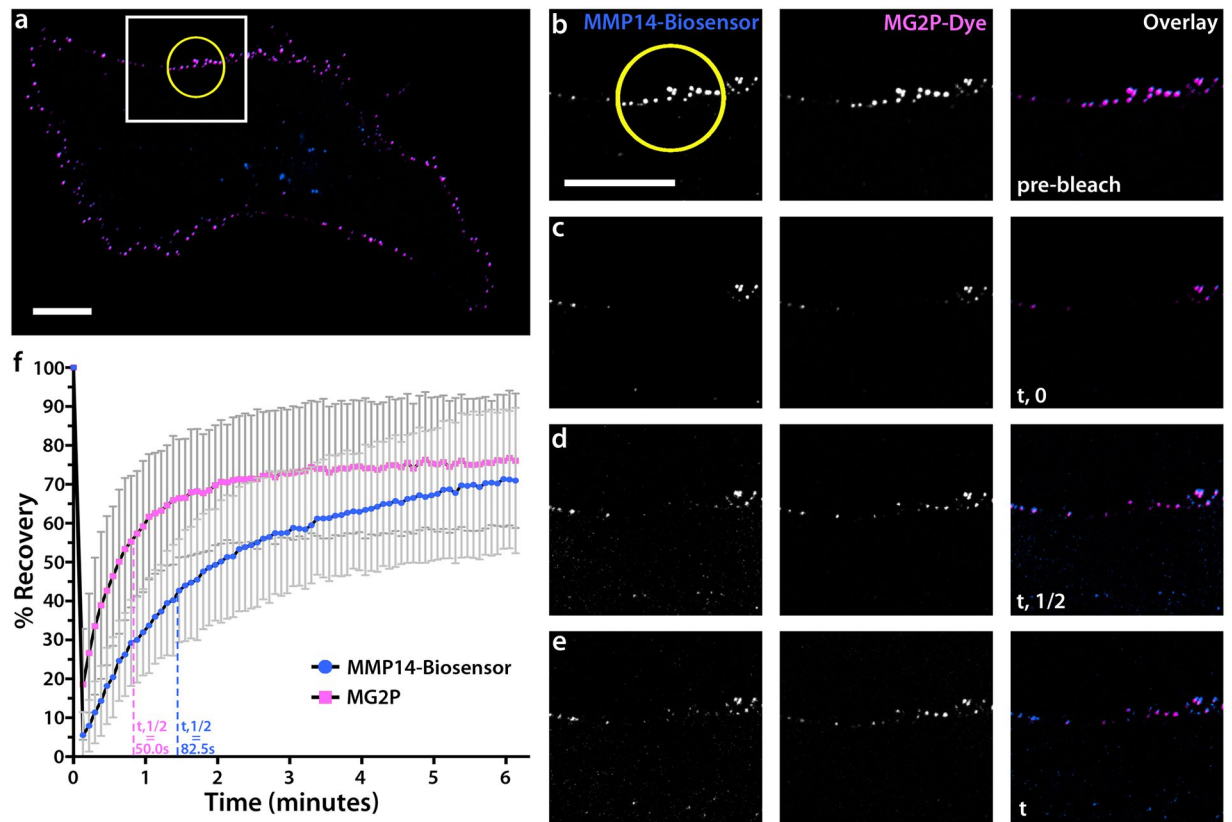 a
b MMP14-Biosensor MG2P-Dye Overlay
pre-bleach
c
t, 0
d
t, 1/2
e
t
f
% Recovery
100
90
80
70
60
50
40
30
20
10
0
MMP14-Biosensor
MG2P
t,1/2
=
50.0s
t,1/2
=
82.5s
0 1 2 3 4 5 6
Time (minutes)